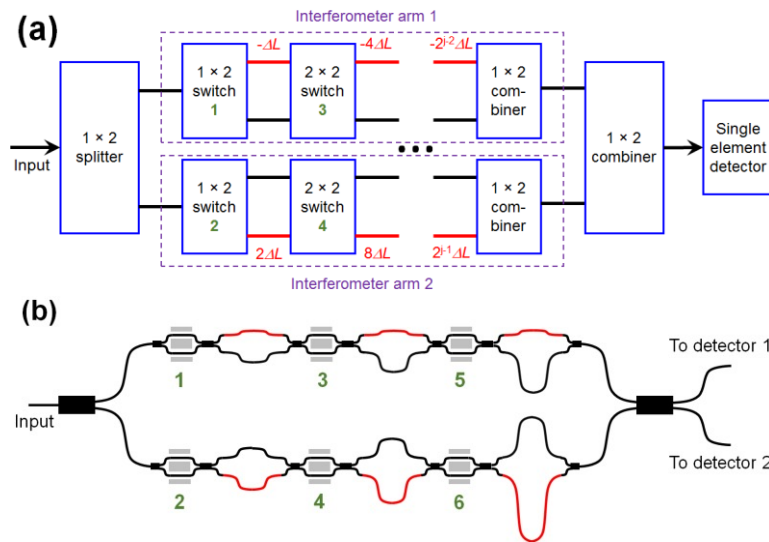 (a)
Interferometer arm 1
-ΔL
-4ΔL
-2^{j-2}ΔL
1 × 2
switch
1
2 × 2
switch
3
1 × 2
com-
biner
Input
1 × 2
splitter
...
1 × 2
combiner
Single
element
detector
1 × 2
switch
2
2 × 2
switch
4
1 × 2
com-
biner
2ΔL
8ΔL
2^{j-1}ΔL
Interferometer arm 2
(b)
1
3
5
To detector 1
Input
2
4
6
To detector 2